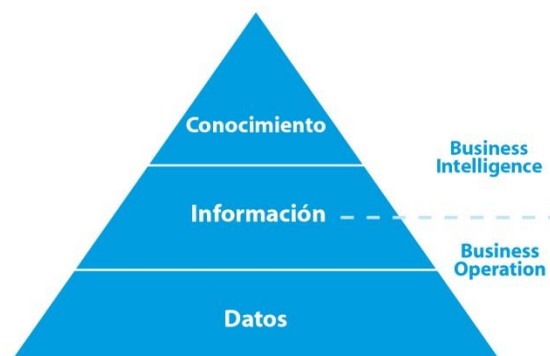 Conocimiento
Business
Intelligence
Información
Business
Operation
Datos